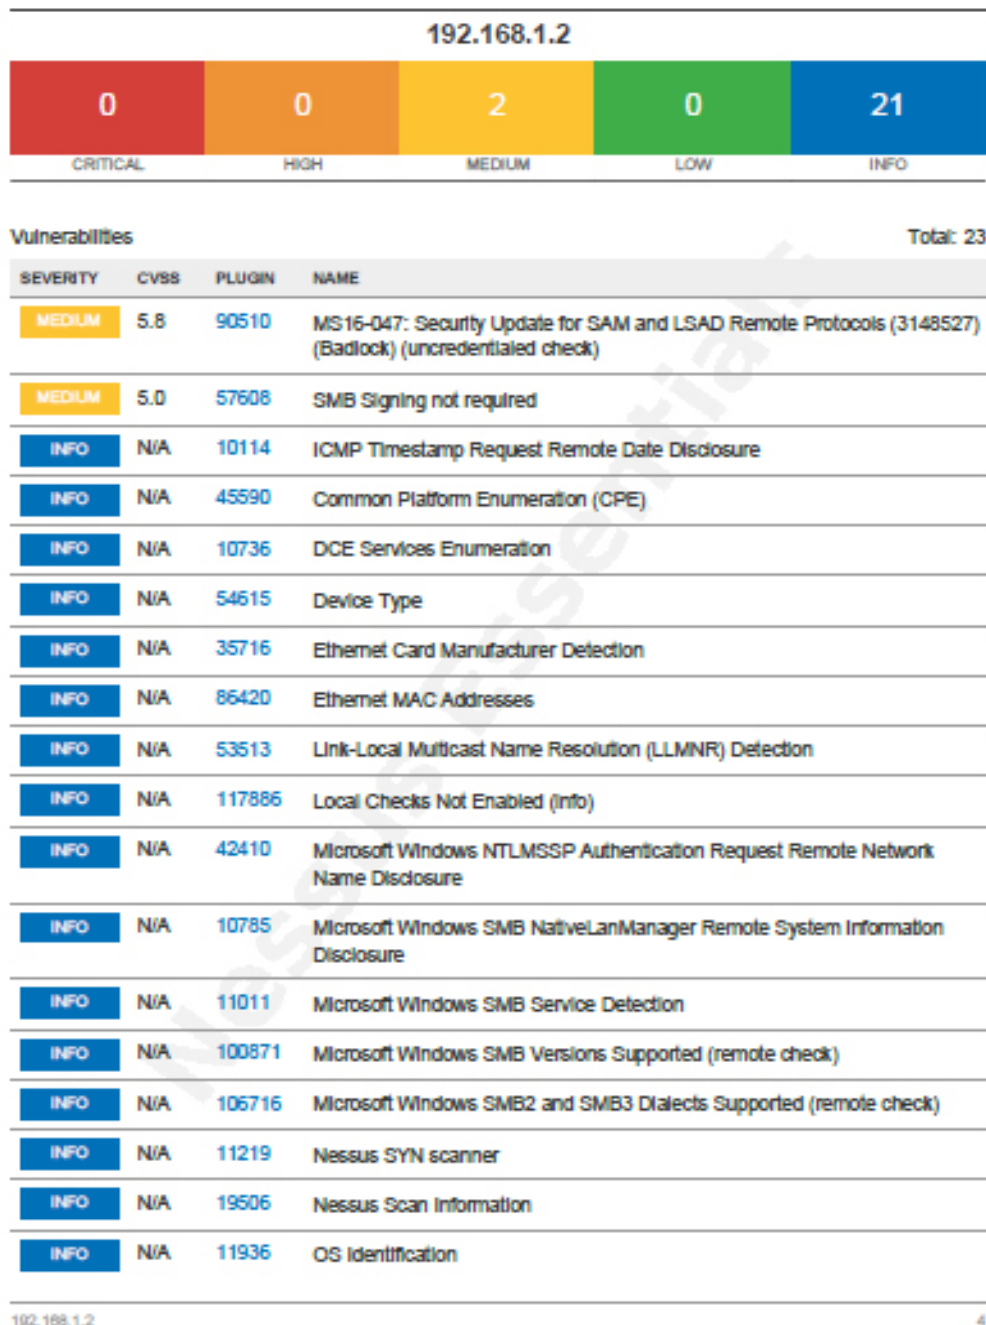 192.168.1.2
0 0 2 0 21
CRITICAL HIGH MEDIUM LOW INFO
Vulnerabilities Total: 23
SEVERITY CVSS PLUGIN NAME
MEDIUM 5.8 90510 MS16-047: Security Update for SAM and LSAD Remote Protocols (3148527)
(Badlock) (uncredentialed check)
MEDIUM 5.0 57608 SMB Signing not required
INFO N/A 10114 ICMP Timestamp Request Remote Date Disclosure
INFO N/A 45590 Common Platform Enumeration (CPE)
INFO N/A 10736 DCE Services Enumeration
INFO N/A 54615 Device Type
INFO N/A 35716 Ethernet Card Manufacturer Detection
INFO N/A 86420 Ethernet MAC Addresses
INFO N/A 53513 Link-Local Multicast Name Resolution (LLMNR) Detection
INFO N/A 117886 Local Checks Not Enabled (info)
INFO N/A 42410 Microsoft Windows NTLMSSP Authentication Request Remote Network
Name Disclosure
INFO N/A 10785 Microsoft Windows SMB NativeLanManager Remote System Information
Disclosure
INFO N/A 11011 Microsoft Windows SMB Service Detection
INFO N/A 100871 Microsoft Windows SMB Versions Supported (remote check)
INFO N/A 106716 Microsoft Windows SMB2 and SMB3 Dialects Supported (remote check)
INFO N/A 11219 Nessus SYN scanner
INFO N/A 19506 Nessus Scan Information
INFO N/A 11936 OS Identification
192.168.1.2 4
Nessus Essentials